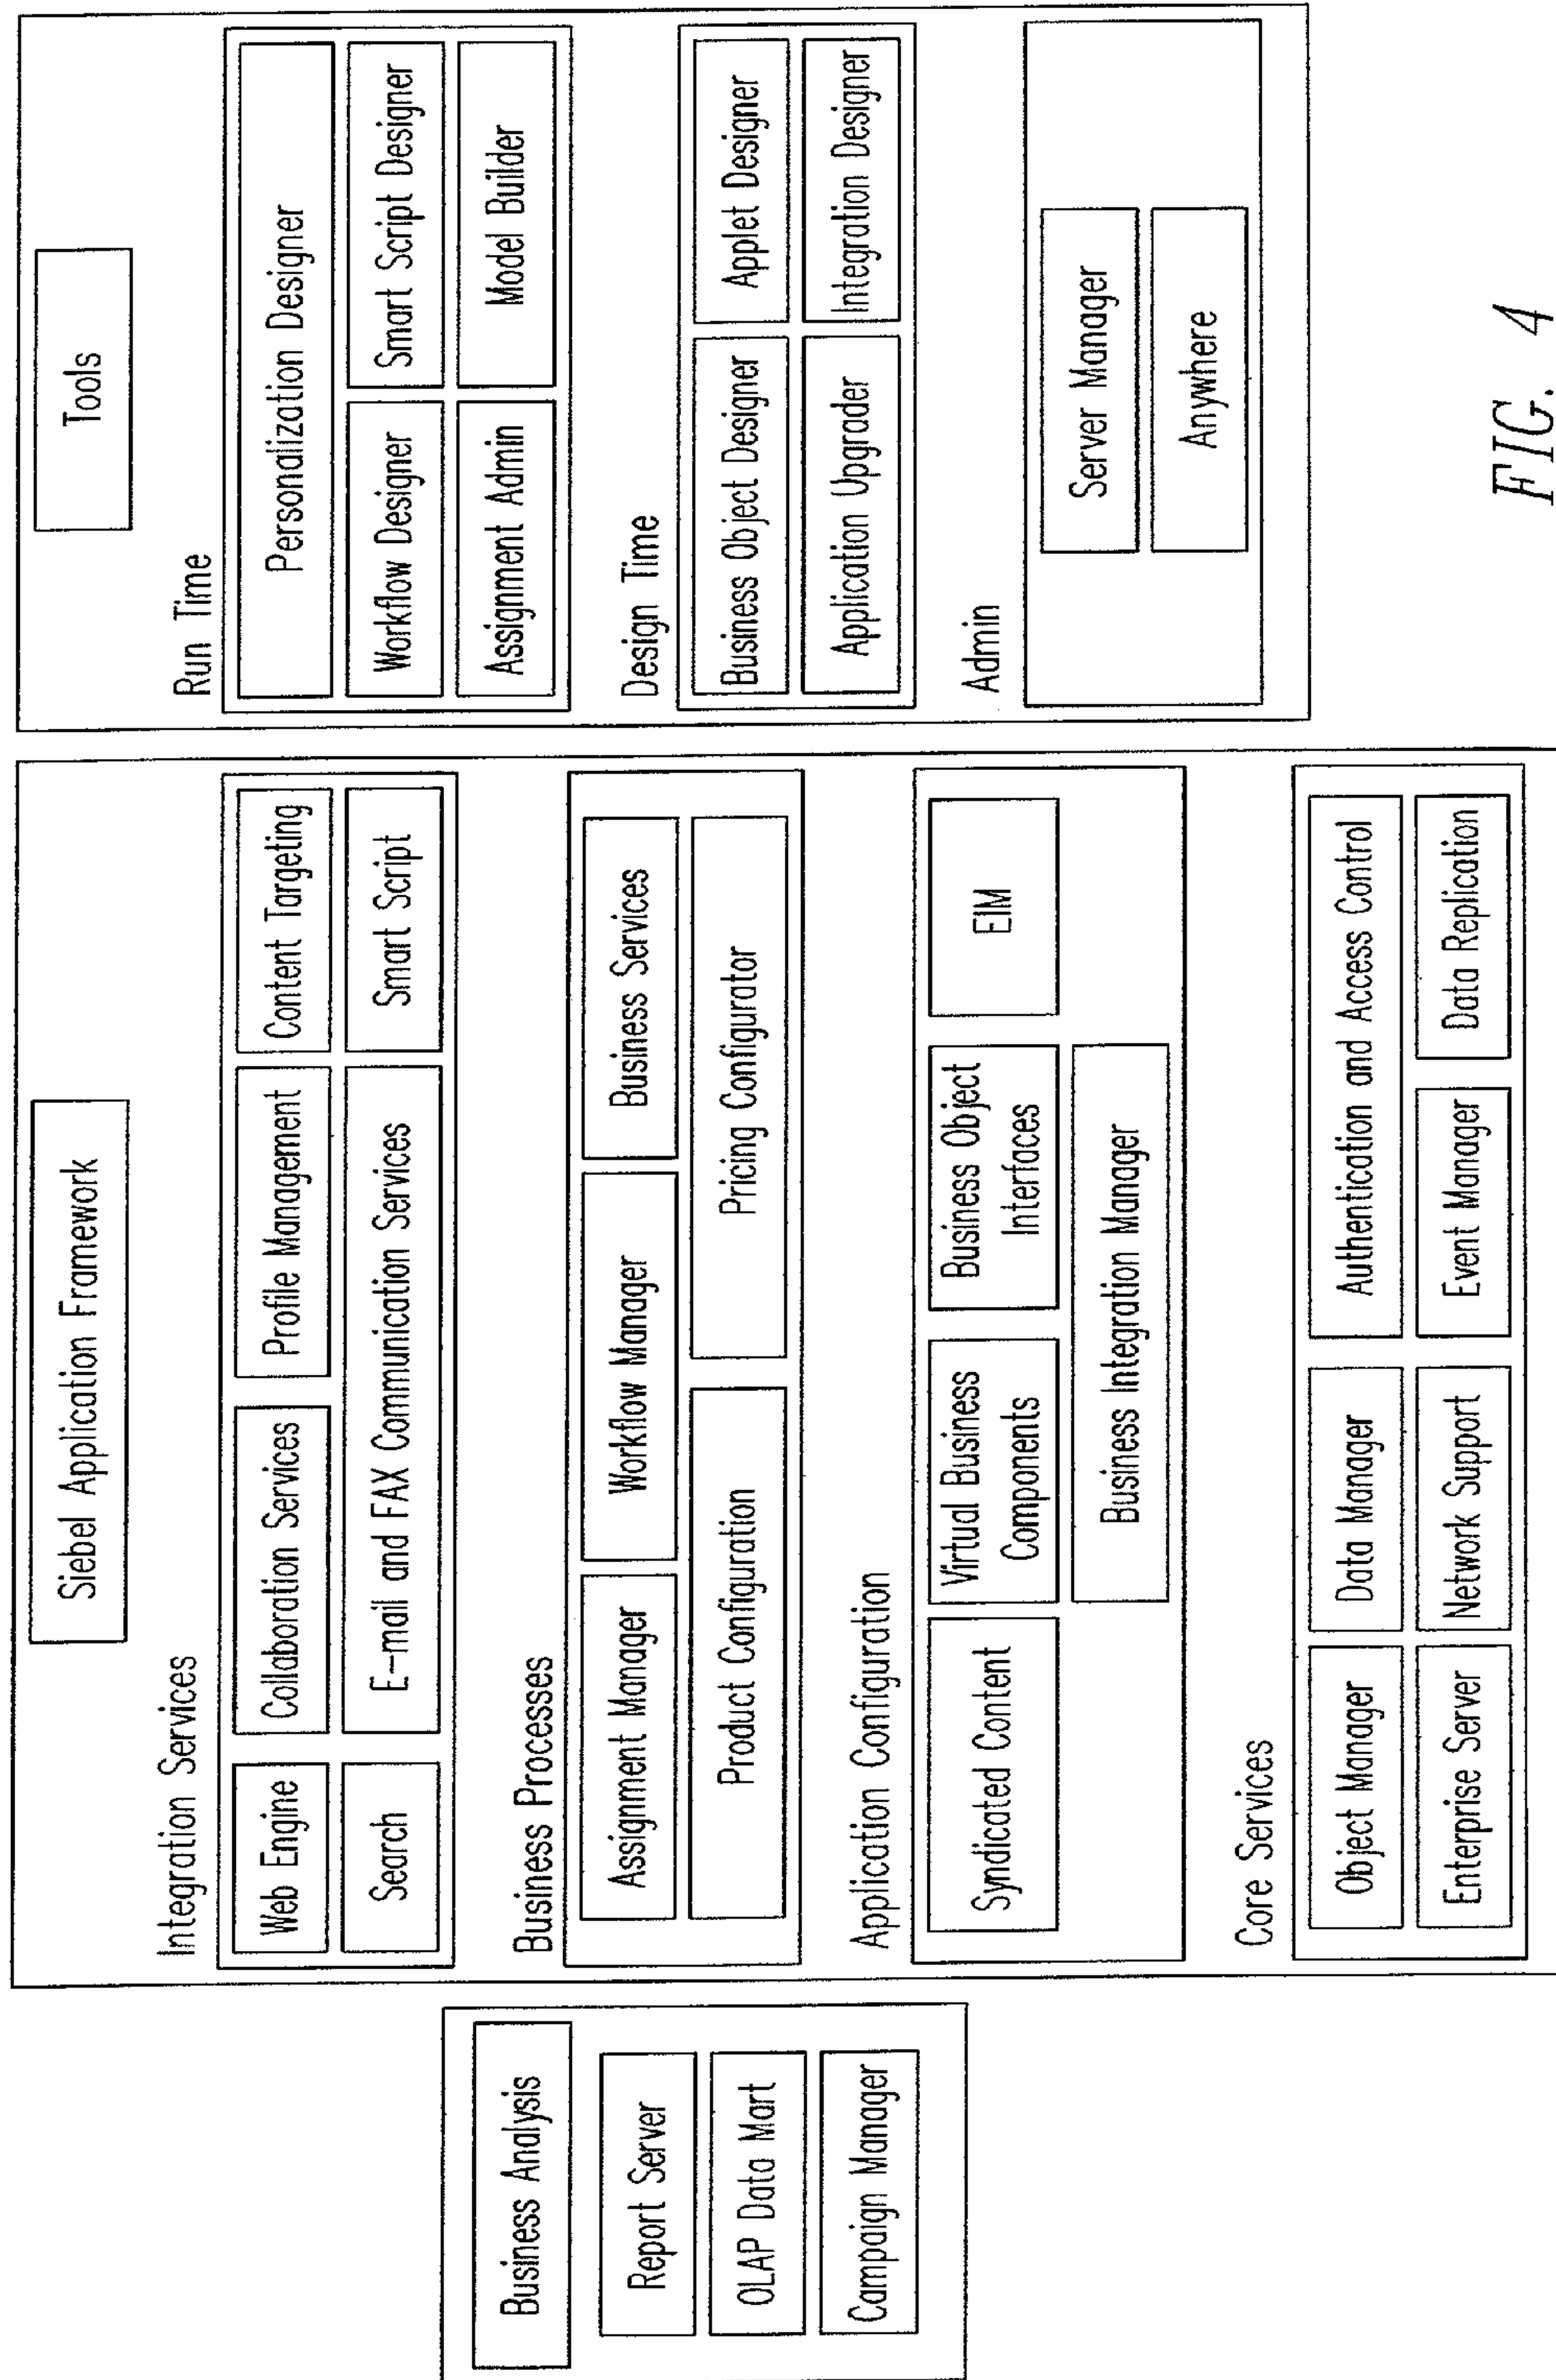 Business Analysis
Report Server
OLAP Data Mart
Campaign Manager
Siebel Application Framework
Integration Services
Web Engine
Collaboration Services
Profile Management
Content Targeting
Search
E-mail and FAX Communication Services
Smart Script
Business Processes
Assignment Manager
Workflow Manager
Business Services
Product Configuration
Pricing Configurator
Application Configuration
Syndicated Content
Virtual Business
Components
Business Object
Interfaces
EIM
Business Integration Manager
Core Services
Object Manager
Data Manager
Authentication and Access Control
Enterprise Server
Network Support
Event Manager
Data Replication
Tools
Run Time
Personalization Designer
Workflow Designer
Smart Script Designer
Assignment Admin
Model Builder
Design Time
Business Object Designer
Applet Designer
Application Upgrader
Integration Designer
Admin
Server Manager
Anywhere
FIG. 4